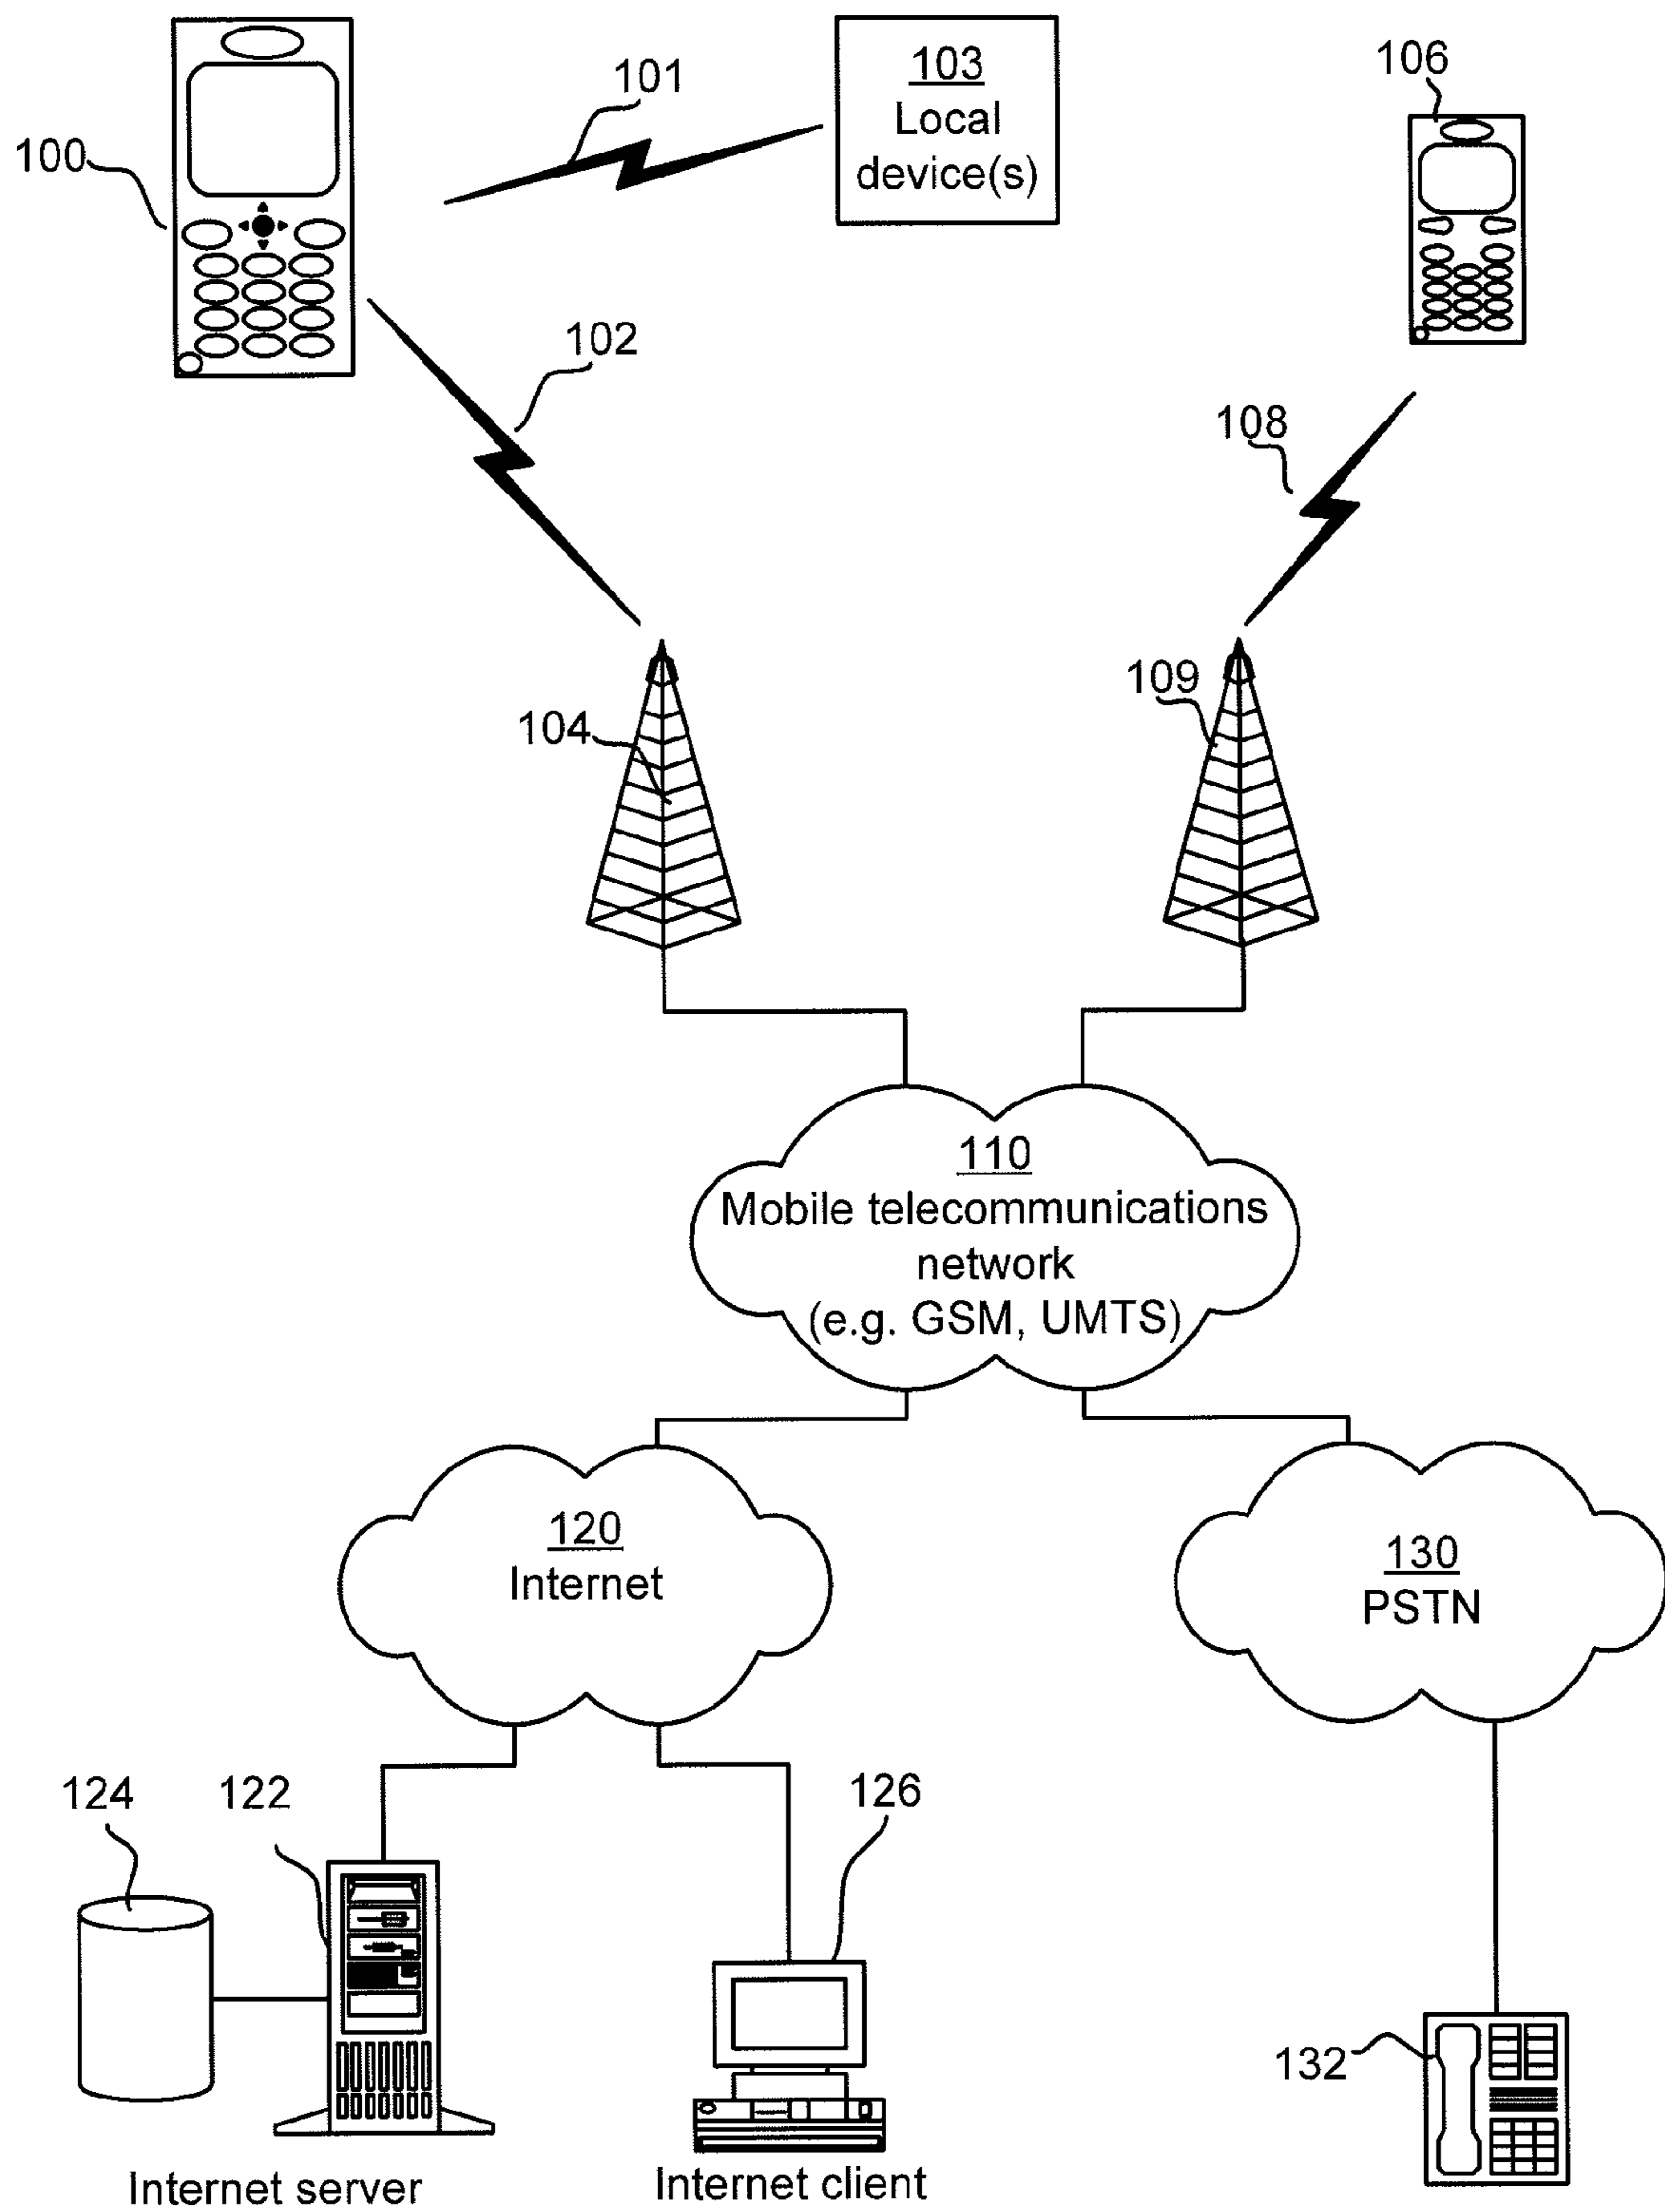 100
101
103
Local
device(s)
106
102
108
104
109
110
Mobile telecommunications
network
(e.g. GSM, UMTS)
120
Internet
130
PSTN
124
122
126
132
Internet server
Internet client